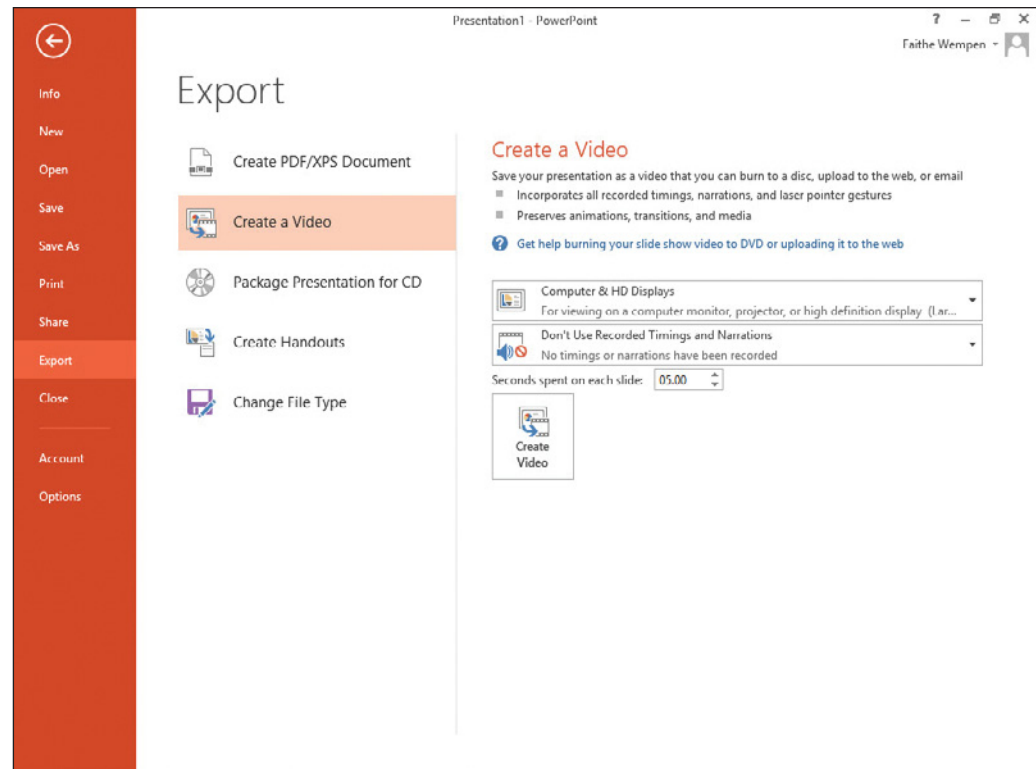 Presentation1 - PowerPoint
?
Faithe Wempen
Info
New
Open
Save
Save As
Print
Share
Export
Close
Account
Options
Export
Create PDF/XPS Document
Create a Video
Package Presentation for CD
Create Handouts
Change File Type
Create a Video
Save your presentation as a video that you can burn to a disc, upload to the web, or email
Incorporates all recorded timings, narrations, and laser pointer gestures
Preserves animations, transitions, and media
? Get help burning your slide show video to DVD or uploading it to the web
Computer & HD Displays
For viewing on a computer monitor, projector, or high definition display (Lar...
Don't Use Recorded Timings and Narrations
No timings or narrations have been recorded
Seconds spent on each slide: 05.00
Create
Video